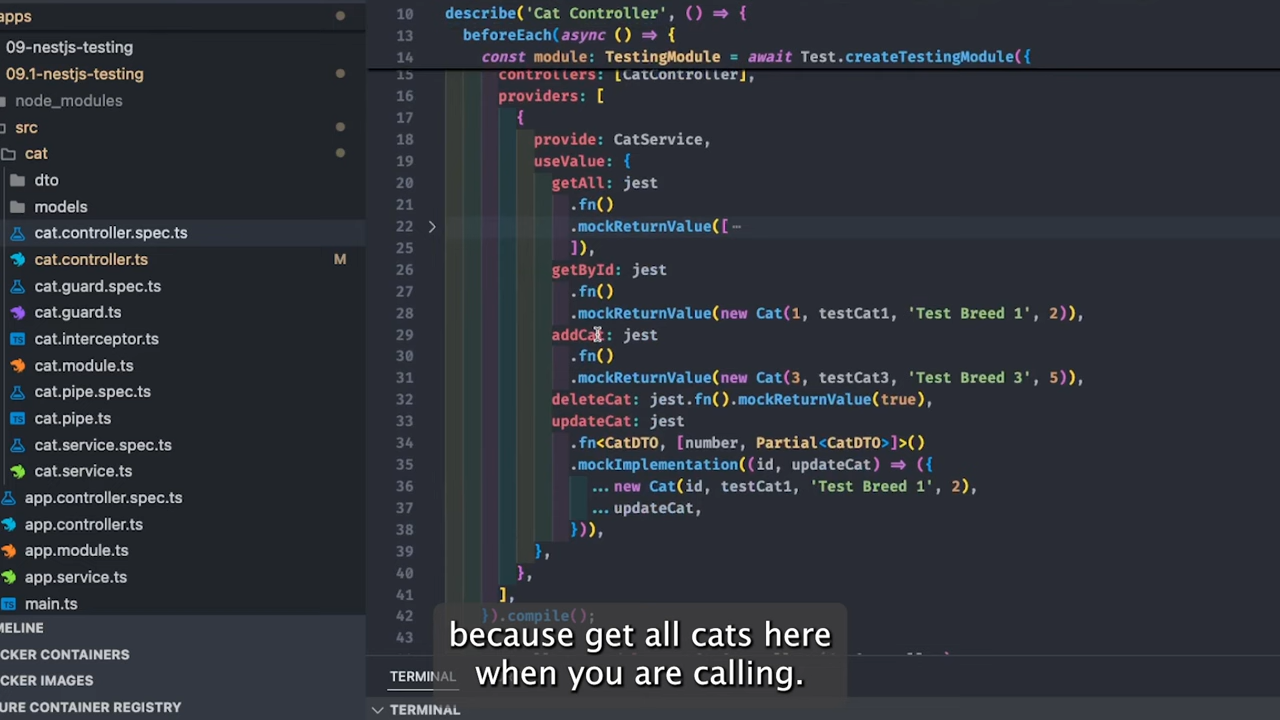 apps
09-nestjs-testing
09.1-nestjs-testing
node_modules
src
cat
dto
models
cat.controller.spec.ts
cat.controller.ts M
cat.guard.spec.ts
cat.guard.ts
cat.interceptor.ts
cat.module.ts
cat.pipe.spec.ts
cat.pipe.ts
cat.service.spec.ts
cat.service.ts
app.controller.spec.ts
app.controller.ts
app.module.ts
app.service.ts
main.ts
MELINE
CKER CONTAINERS
CKER IMAGES
URE CONTAINER REGISTRY
10 describe('Cat Controller', () => {
13 beforeEach(async () => {
14 const module: TestingModule = await Test.createTestingModule({
15 controllers: [CatController],
16 providers: [
17 {
18 provide: CatService,
19 useValue: {
20 getAll: jest
21 .fn()
22 .mockReturnValue([ …
25 ]),
26 getById: jest
27 .fn()
28 .mockReturnValue(new Cat(1, testCat1, 'Test Breed 1', 2)),
29 addCat: jest
30 .fn()
31 .mockReturnValue(new Cat(3, testCat3, 'Test Breed 3', 5)),
32 deleteCat: jest.fn().mockReturnValue(true),
33 updateCat: jest
34 .fn<CatDTO, [number, Partial<CatDTO>]>()
35 .mockImplementation((id, updateCat) => ({
36 ...new Cat(id, testCat1, 'Test Breed 1', 2),
37 ...updateCat,
38 })),
39 },
40 },
41 ],
42 }).compile();
43
because get all cats here
when you are calling.
TERMINAL
TERMINAL